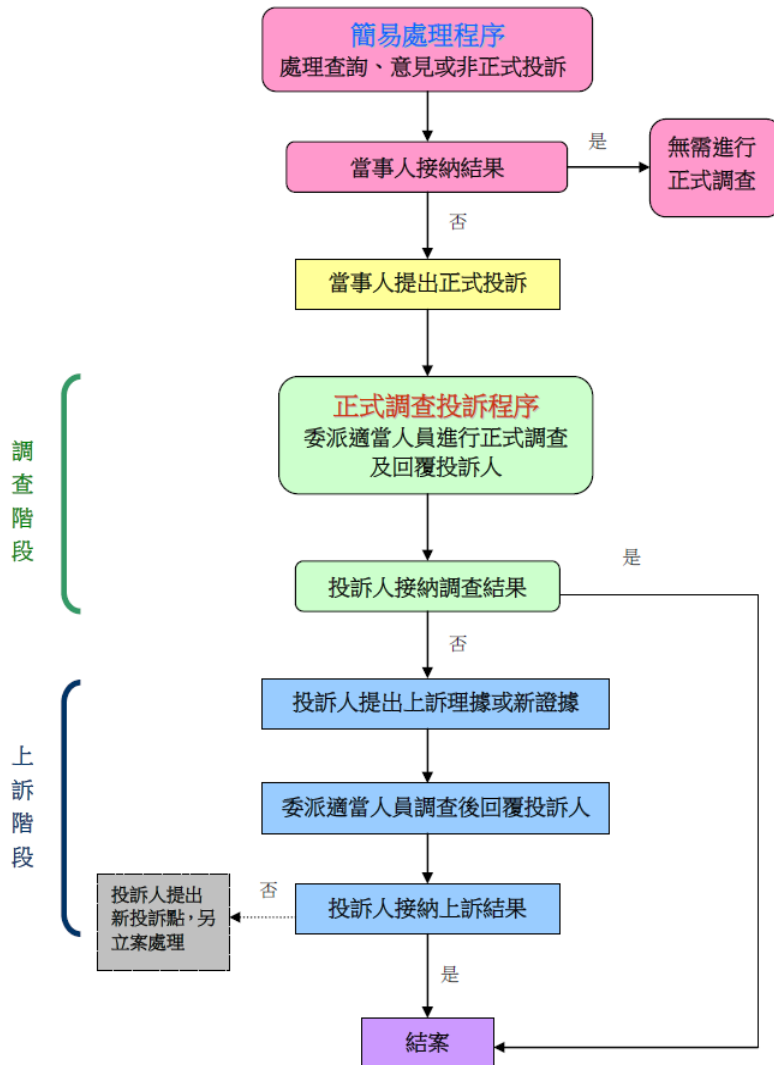 簡易處理程序
處理查詢、意見或非正式投訴
當事人接納結果
是
無需進行
正式調查
否
當事人提出正式投訴
調查階段
正式調查投訴程序
委派適當人員進行正式調查
及回覆投訴人
投訴人接納調查結果
是
否
上訴階段
投訴人提出上訴理據或新證據
委派適當人員調查後回覆投訴人
投訴人接納上訴結果
否
投訴人提出
新投訴點，另
立案處理
是
結案